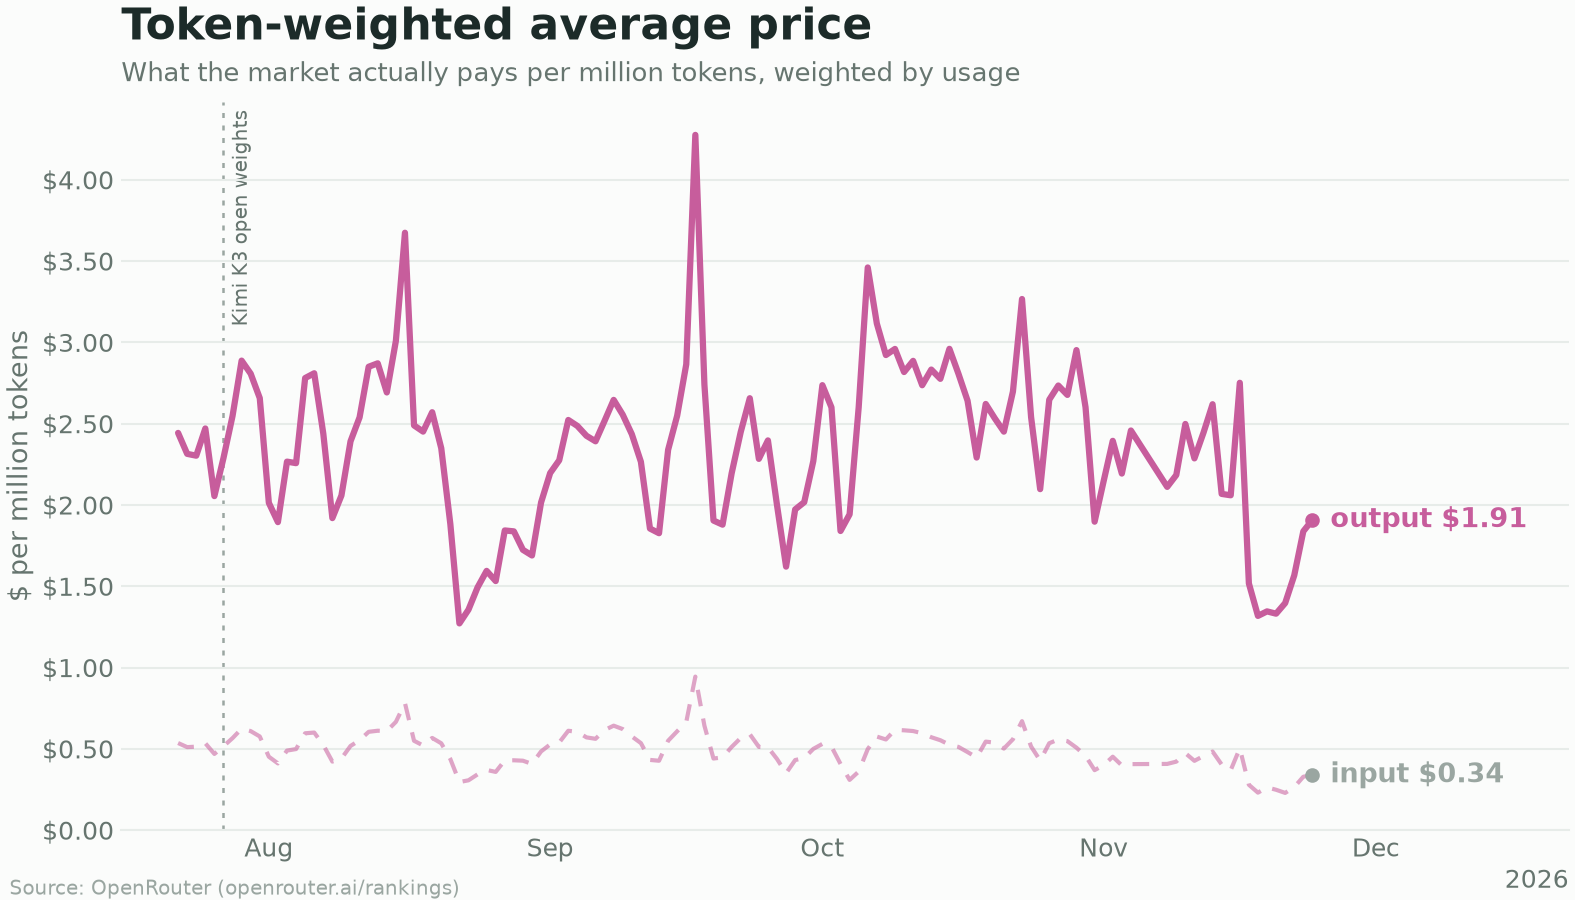 Token-weighted average price
What the market actually pays per million tokens, weighted by usage
Kimi K3 open weights
$ per million tokens
$4.00
$3.50
$3.00
$2.50
$2.00
$1.50
$1.00
$0.50
$0.00
output $1.91
input $0.34
Aug Sep Oct Nov Dec
2026
Source: OpenRouter (openrouter.ai/rankings)